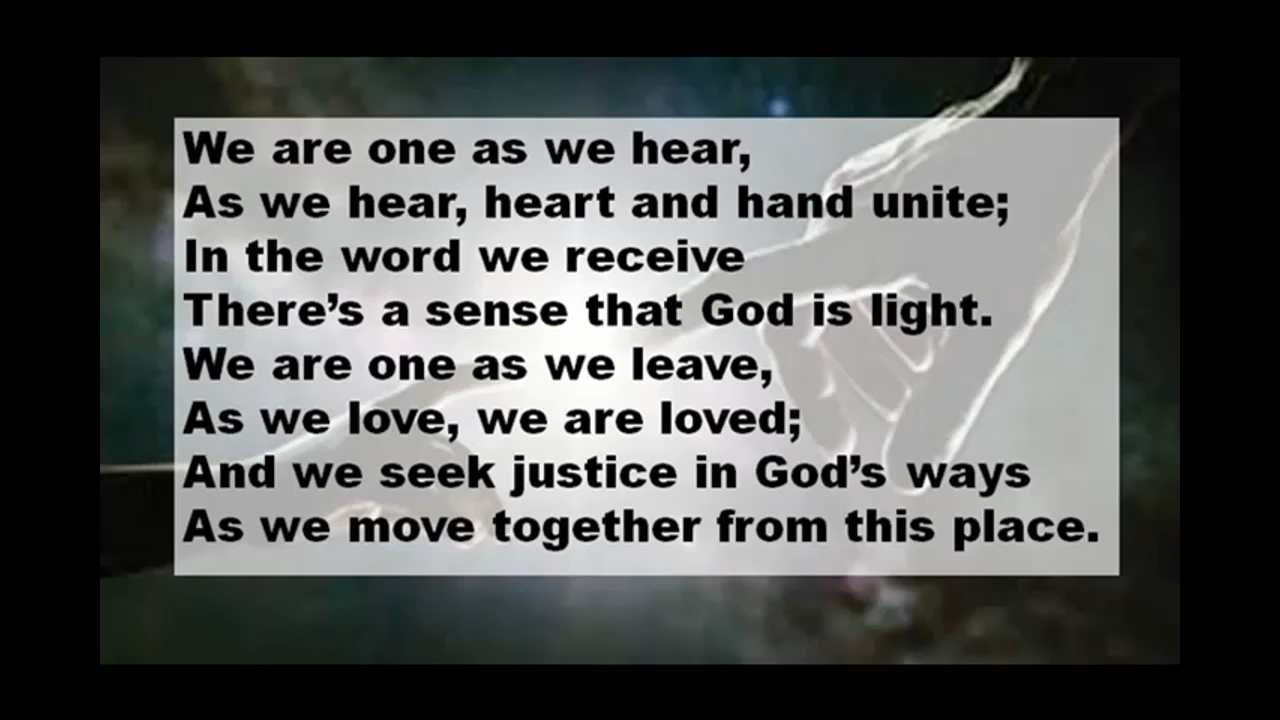 We are one as we hear,
As we hear, heart and hand unite;
In the word we receive
There’s a sense that God is light.
We are one as we leave,
As we love, we are loved;
And we seek justice in God’s ways
As we move together from this place.